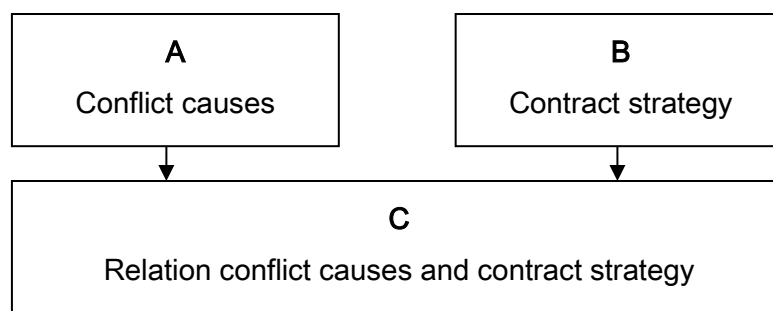 A
Conflict causes
B
Contract strategy
C
Relation conflict causes and contract strategy